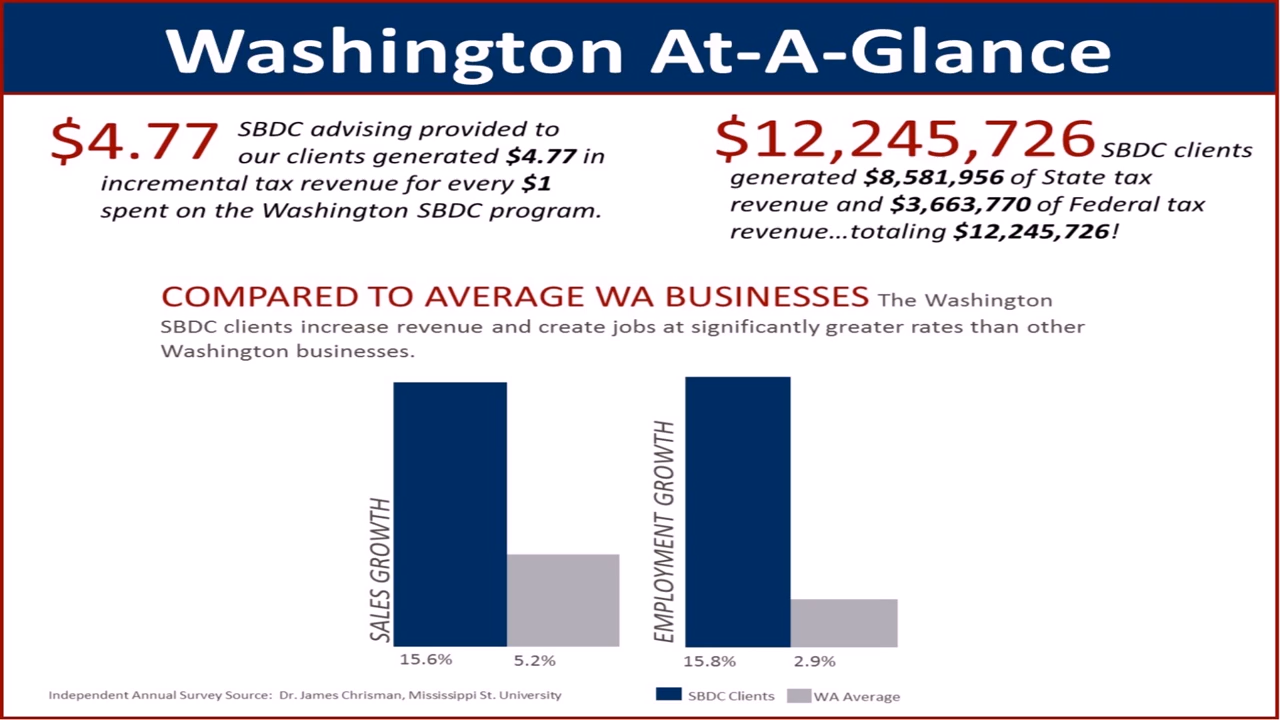 Washington At-A-Glance
$4.77 SBDC advising provided to
our clients generated $4.77 in
incremental tax revenue for every $1
spent on the Washington SBDC program.
$12,245,726 SBDC clients
generated $8,581,956 of State tax
revenue and $3,663,770 of Federal tax
revenue...totaling $12,245,726!
COMPARED TO AVERAGE WA BUSINESSES The Washington
SBDC clients increase revenue and create jobs at significantly greater rates than other
Washington businesses.
SALES GROWTH
15.6% 5.2%
EMPLOYMENT GROWTH
15.8% 2.9%
Independent Annual Survey Source: Dr. James Chrisman, Mississippi St. University
SBDC Clients WA Average